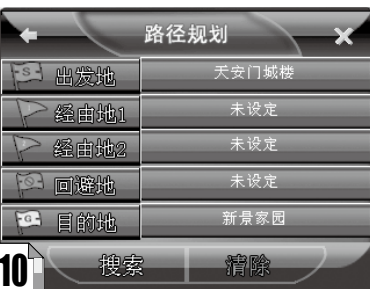 路径规划
S 出发地 天安门城楼
经由地1 未设定
经由地2 未设定
回避地 未设定
G 目的地 新景家园
10 搜索 清除